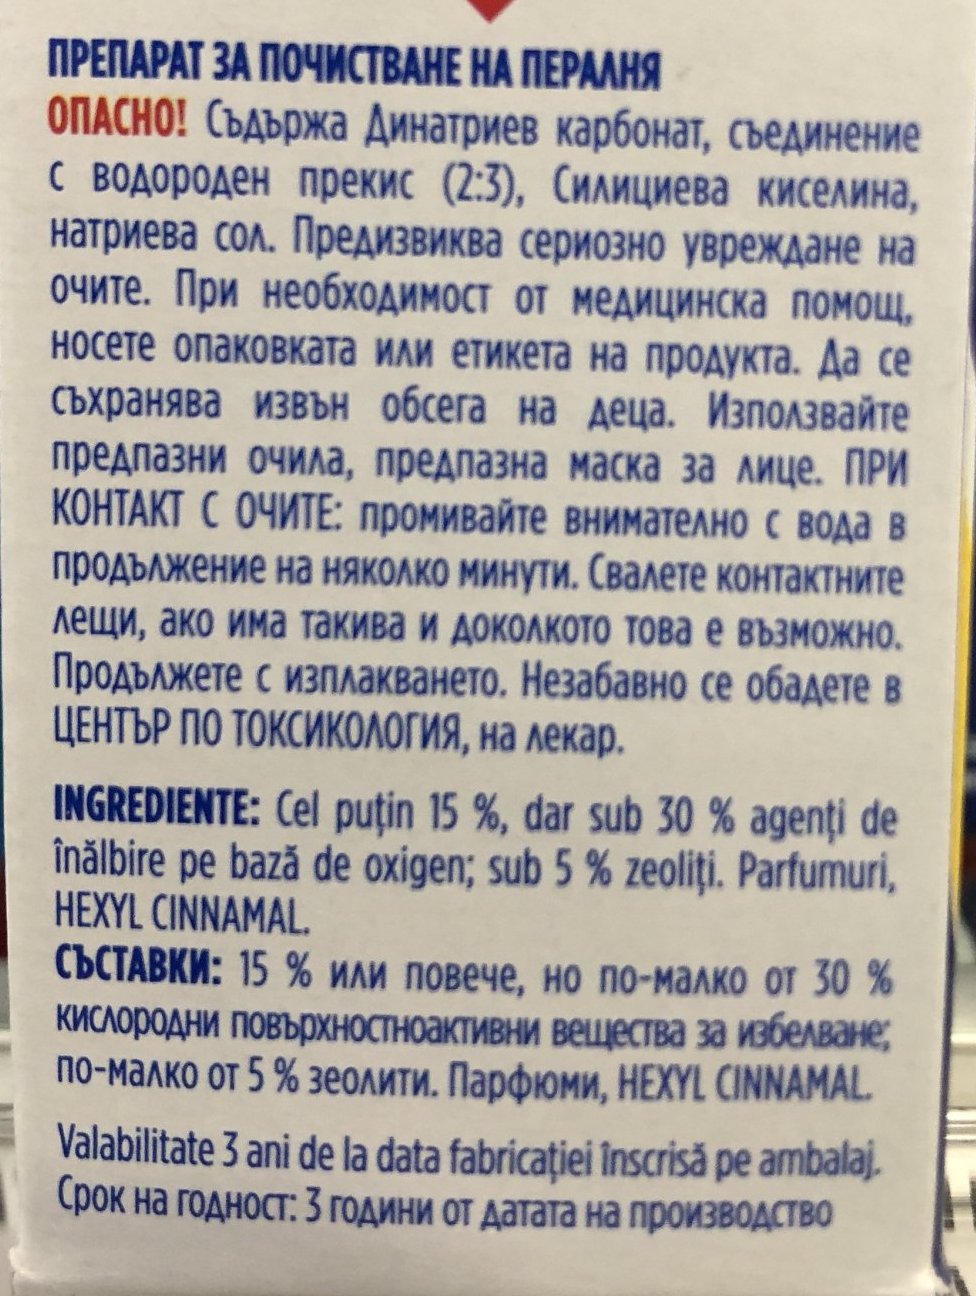 ПРЕПАРАТ ЗА ПОЧИСТВАНЕ НА ПЕРАЛНЯ
ОПАСНО! Съдържа Динатриев карбонат, съединение
с водороден прекис (2:3), Силициева киселина,
натриева сол. Предизвиква сериозно увреждане на
очите. При необходимост от медицинска помощ,
носете опаковката или етикета на продукта. Да се
съхранява извън обсега на деца. Използвайте
предпазни очила, предпазна маска за лице. ПРИ
КОНТАКТ С ОЧИТЕ: промивайте внимателно с вода в
продължение на няколко минути. Свалете контактните
лещи, ако има такива и доколкото това е възможно.
Продължете с изплакването. Незабавно се обадете в
ЦЕНТЪР ПО ТОКСИКОЛОГИЯ, на лекар.
INGREDIENTE: Cel puțin 15 %, dar sub 30 % agenți de
înălbire pe bază de oxigen; sub 5 % zeoliți. Parfumuri,
HEXYL CINNAMAL.
СЪСТАВКИ: 15 % или повече, но по-малко от 30 %
кислородни повърхностноактивни вещества за избелване;
по-малко от 5 % зеолити. Парфюми, HEXYL CINNAMAL.
Valabilitate 3 ani de la data fabricației înscrisă pe ambalaj.
Срок на годност: 3 години от датата на производство